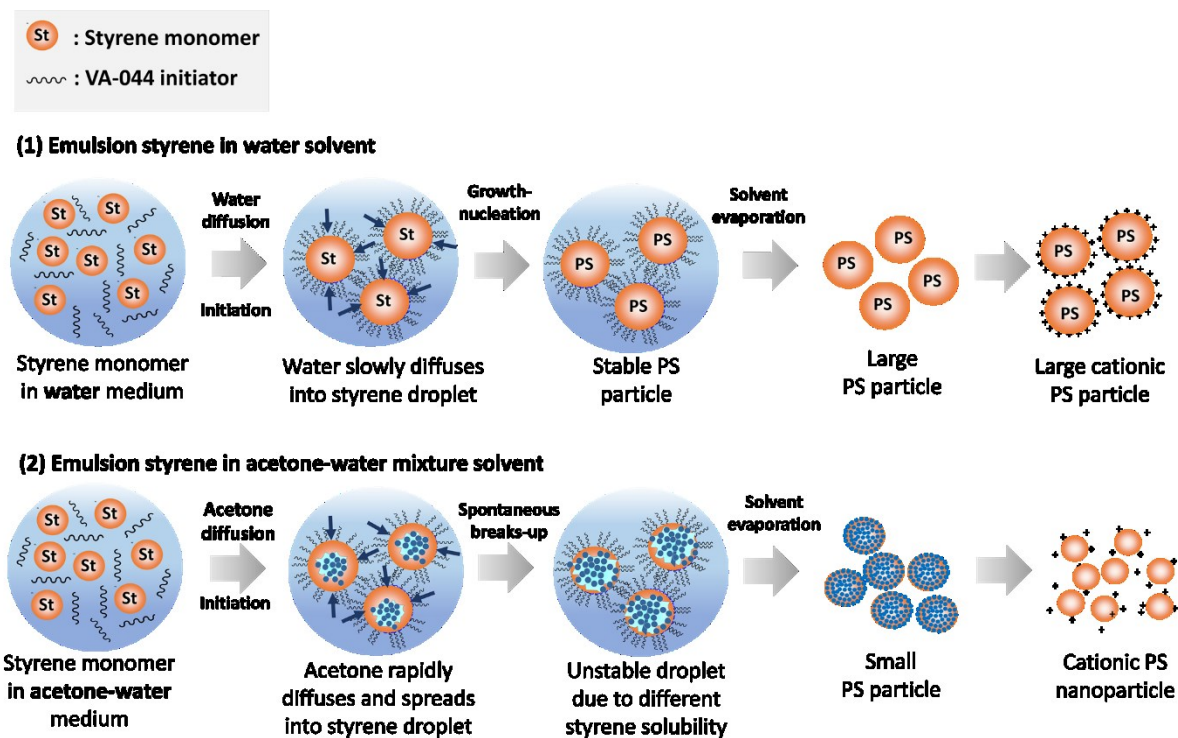 St : Styrene monomer
: VA-044 initiator
(1) Emulsion styrene in water solvent
Water
diffusion
Initiation
Growth-
nucleation
Solvent
evaporation
St St St St St St St
St St St
PS PS PS
PS PS PS PS
PS PS PS PS
Styrene monomer
in water medium
Water slowly diffuses
into styrene droplet
Stable PS
particle
Large
PS particle
Large cationic
PS particle
(2) Emulsion styrene in acetone-water mixture solvent
Acetone
diffusion
Initiation
Spontaneous
breaks-up
Solvent
evaporation
St St St St St St St
Styrene monomer
in acetone-water
medium
Acetone rapidly
diffuses and spreads
into styrene droplet
Unstable droplet
due to different
styrene solubility
Small
PS particle
Cationic PS
nanoparticle